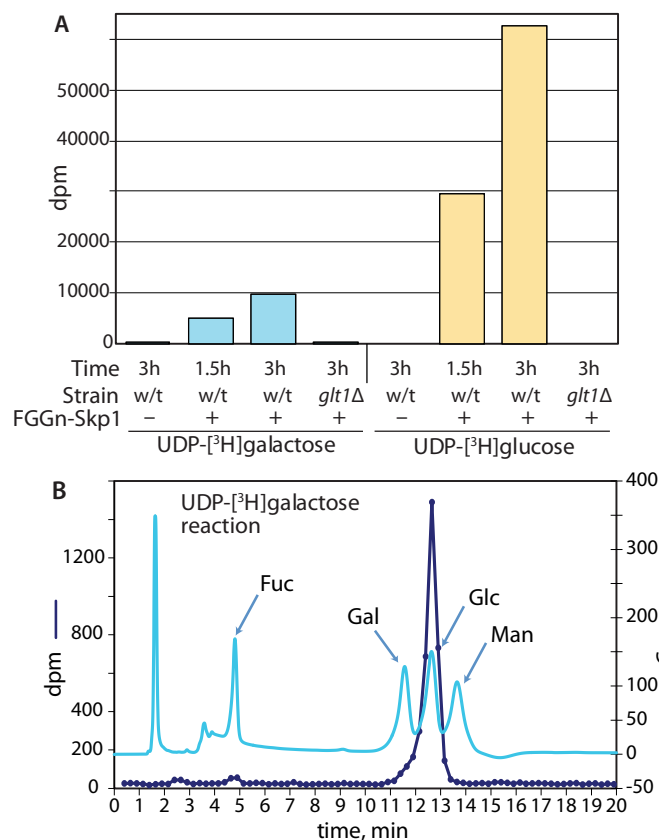 A
dpm
50000
40000
30000
20000
10000
0
Time 3h 1.5h 3h 3h 3h 1.5h 3h 3h
Strain w/t w/t w/t glt1Δ w/t w/t w/t glt1Δ
FGGn-Skp1 − + + + − + + +
UDP-[³H]galactose UDP-[³H]glucose
B
UDP-[³H]galactose
reaction
Fuc
Gal
Glc
Man
dpm
1200
800
400
200
0
400
350
300
200
100
0
-50
0 1 2 3 4 5 6 7 8 9 10 11 12 13 14 15 16 17 18 19 20
time, min